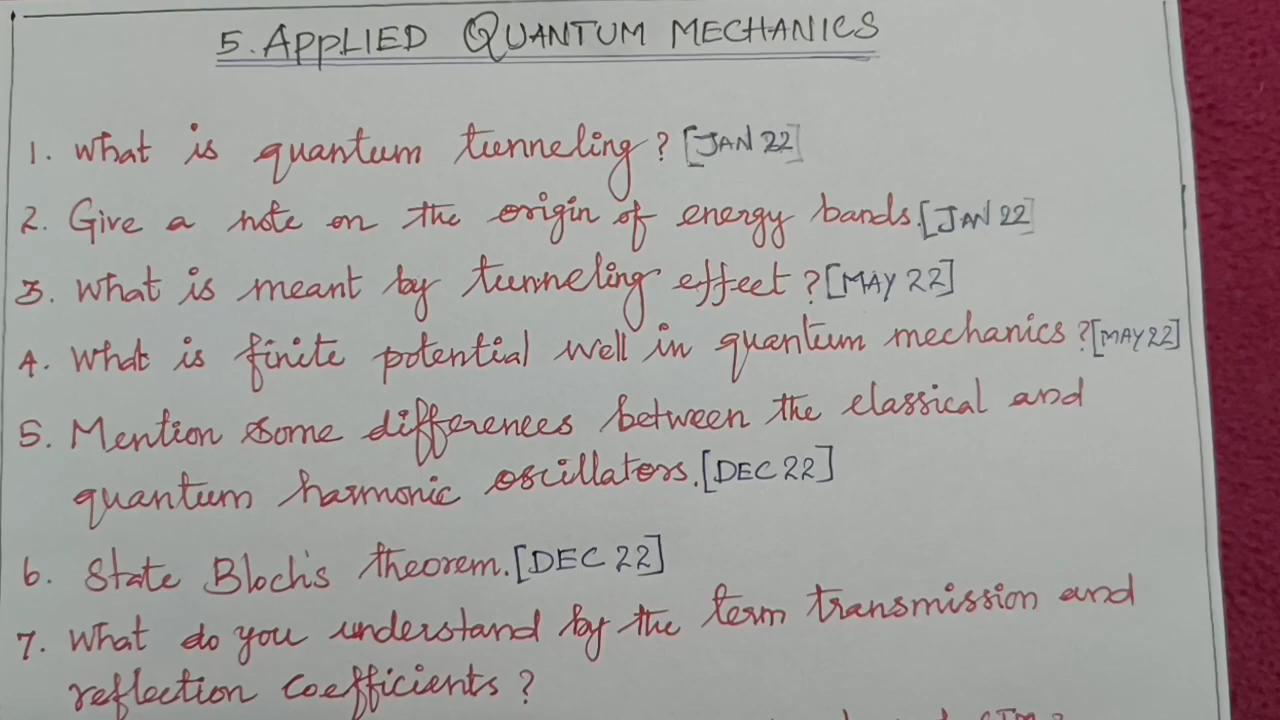 5. APPLIED QUANTUM MECHANICS
1. What is quantum tunneling? [JAN 22]
2. Give a note on the origin of energy bands. [JAN 22]
3. What is meant by tunneling effect? [MAY 22]
4. What is finite potential well in quantum mechanics? [MAY 22]
5. Mention some differences between the classical and
quantum harmonic oscillators. [DEC 22]
6. State Bloch's theorem. [DEC 22]
7. What do you understand by the term transmission and
reflection coefficients?